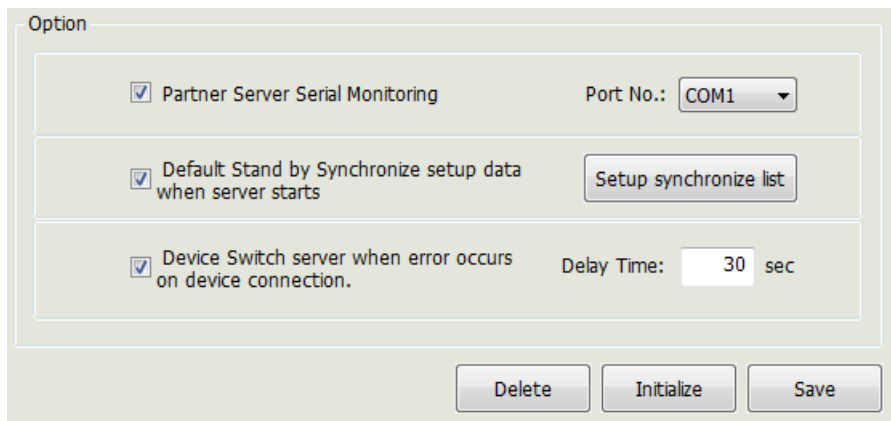 Option
Partner Server Serial Monitoring Port No.: COM1
Default Stand by Synchronize setup data
when server starts
Setup synchronize list
Device Switch server when error occurs
on device connection.
Delay Time: 30 sec
Delete Initialize Save